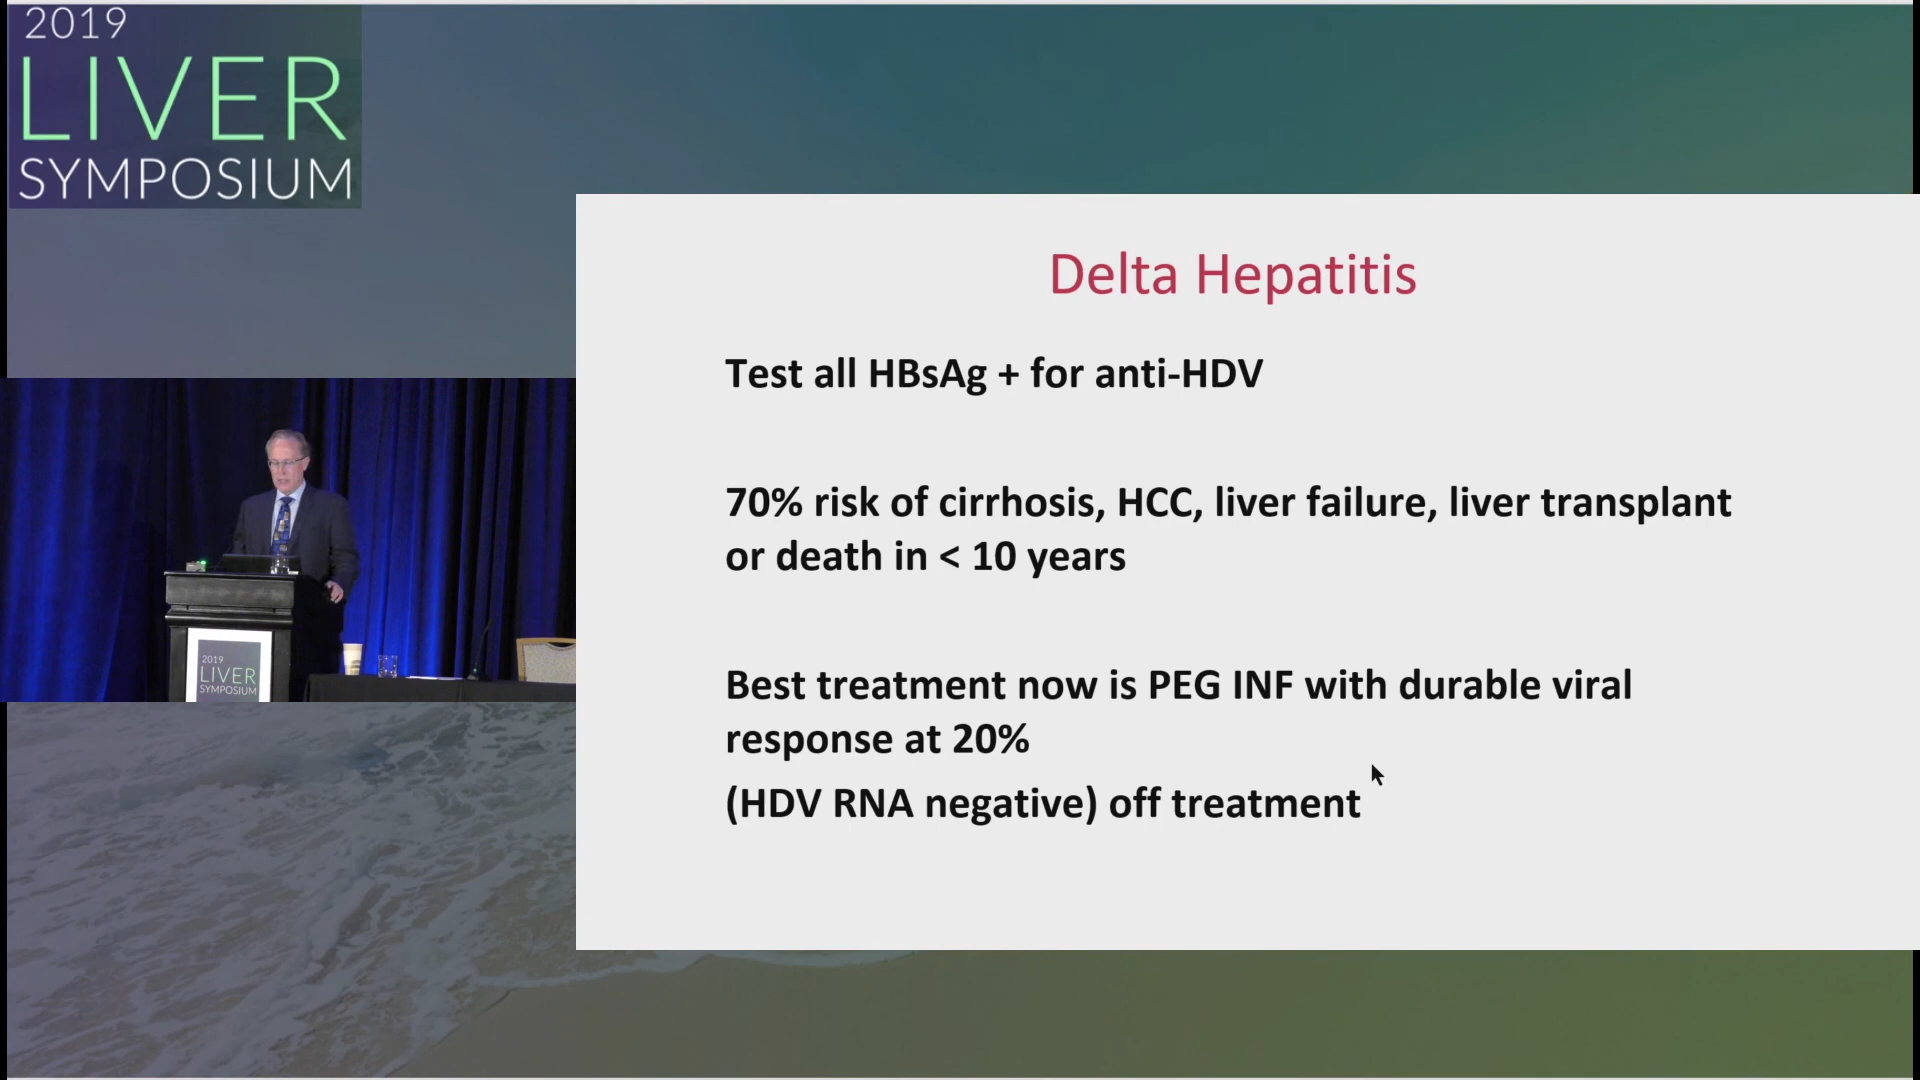 2019
LIVER
SYMPOSIUM
Delta Hepatitis
Test all HBsAg + for anti-HDV
70% risk of cirrhosis, HCC, liver failure, liver transplant
or death in < 10 years
Best treatment now is PEG INF with durable viral
response at 20%
(HDV RNA negative) off treatment
2019
LIVER
SYMPOSIUM